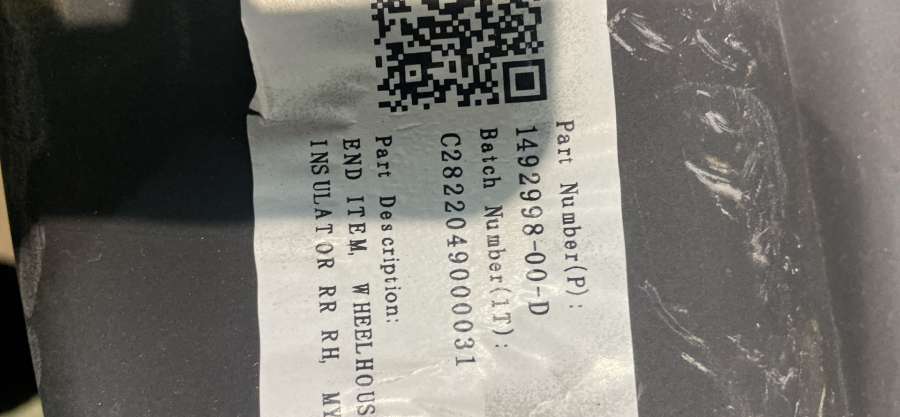 Part Number(P):
1492998-00-D
Batch Number(1T):
C28220490000031
Part Description:
END ITEM, WHEELHOUS
INSULATOR RR RH, MY